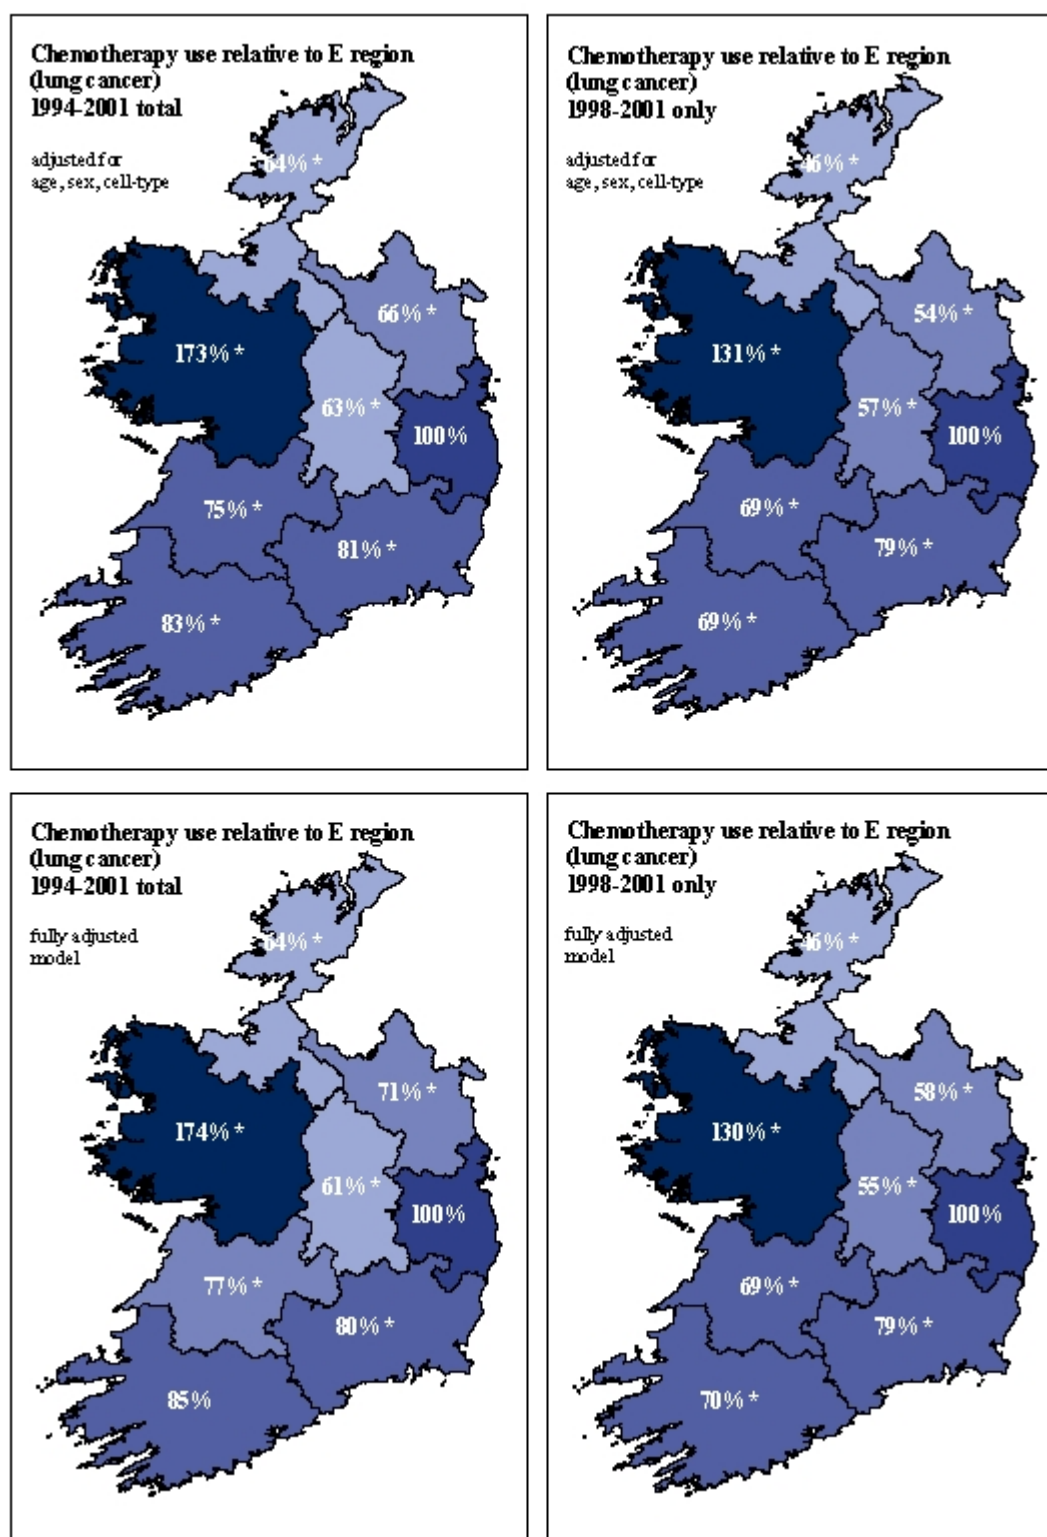 Chemotherapy use relative to E region
(lung cancer)
1994-2001 total
adjusted for
age, sex, cell-type
64% *
66% *
173% *
63% *
100%
75% *
81% *
83% *
Chemotherapy use relative to E region
(lung cancer)
1998-2001 only
adjusted for
age, sex, cell-type
46% *
54% *
131% *
57% *
100%
69% *
79% *
69% *
Chemotherapy use relative to E region
(lung cancer)
1994-2001 total
fully adjusted
model
64% *
71% *
174% *
61% *
100%
77% *
80% *
85%
Chemotherapy use relative to E region
(lung cancer)
1998-2001 only
fully adjusted
model
46% *
58% *
130% *
55% *
100%
69% *
79% *
70% *